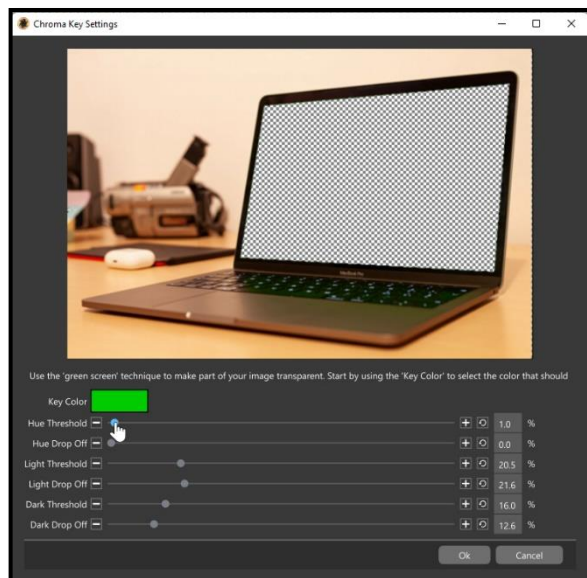 Chroma Key Settings
MacBook Pro
Use the 'green screen' technique to make part of your image transparent. Start by using the 'Key Color' to select the color that should
Key Color
Hue Threshold 1.0 %
Hue Drop Off 0.0 %
Light Threshold 20.5 %
Light Drop Off 21.6 %
Dark Threshold 16.0 %
Dark Drop Off 12.6 %
Ok Cancel